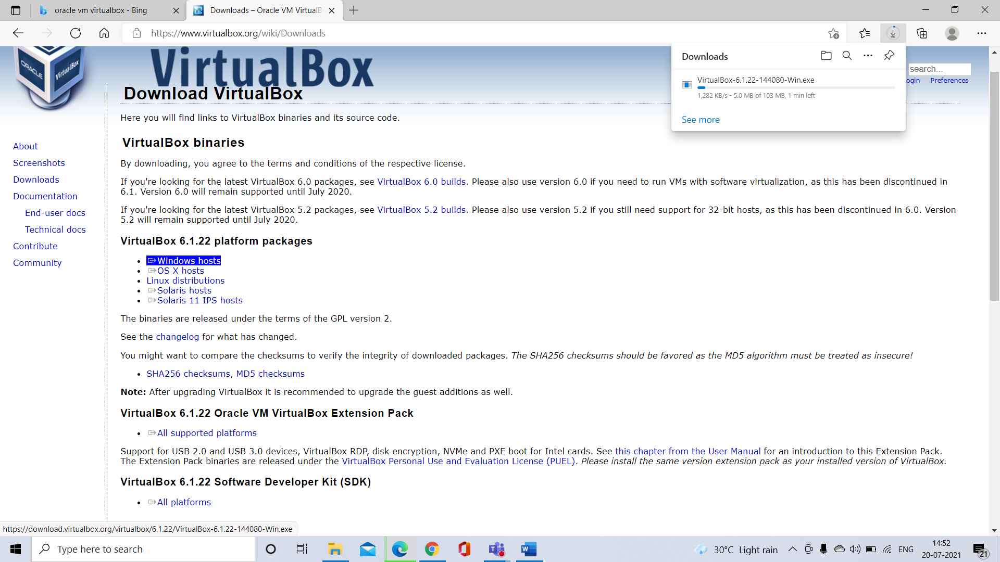 oracle vm virtualbox - Bing
Downloads – Oracle VM VirtualB
https://www.virtualbox.org/wiki/Downloads
ORACLE
VirtualBox
VirtualBox
Downloads
VirtualBox-6.1.22-144080-Win.exe
1,282 KB/s - 5.0 MB of 103 MB, 1 min left
See more
search...
ogin Preferences
Download VirtualBox
Here you will find links to VirtualBox binaries and its source code.
About
Screenshots
Downloads
Documentation
End-user docs
Technical docs
Contribute
Community
VirtualBox binaries
By downloading, you agree to the terms and conditions of the respective license.
If you're looking for the latest VirtualBox 6.0 packages, see VirtualBox 6.0 builds. Please also use version 6.0 if you need to run VMs with software virtualization, as this has been discontinued in
6.1. Version 6.0 will remain supported until July 2020.
If you're looking for the latest VirtualBox 5.2 packages, see VirtualBox 5.2 builds. Please also use version 5.2 if you still need support for 32-bit hosts, as this has been discontinued in 6.0. Version
5.2 will remain supported until July 2020.
VirtualBox 6.1.22 platform packages
Windows hosts
OS X hosts
Linux distributions
Solaris hosts
Solaris 11 IPS hosts
The binaries are released under the terms of the GPL version 2.
See the changelog for what has changed.
You might want to compare the checksums to verify the integrity of downloaded packages. The SHA256 checksums should be favored as the MD5 algorithm must be treated as insecure!
SHA256 checksums, MD5 checksums
Note: After upgrading VirtualBox it is recommended to upgrade the guest additions as well.
VirtualBox 6.1.22 Oracle VM VirtualBox Extension Pack
All supported platforms
Support for USB 2.0 and USB 3.0 devices, VirtualBox RDP, disk encryption, NVMe and PXE boot for Intel cards. See this chapter from the User Manual for an introduction to this Extension Pack.
The Extension Pack binaries are released under the VirtualBox Personal Use and Evaluation License (PUEL). Please install the same version extension pack as your installed version of VirtualBox.
VirtualBox 6.1.22 Software Developer Kit (SDK)
All platforms
https://download.virtualbox.org/virtualbox/6.1.22/VirtualBox-6.1.22-144080-Win.exe
Type here to search
30°C Light rain
ENG
14:52
20-07-2021
21